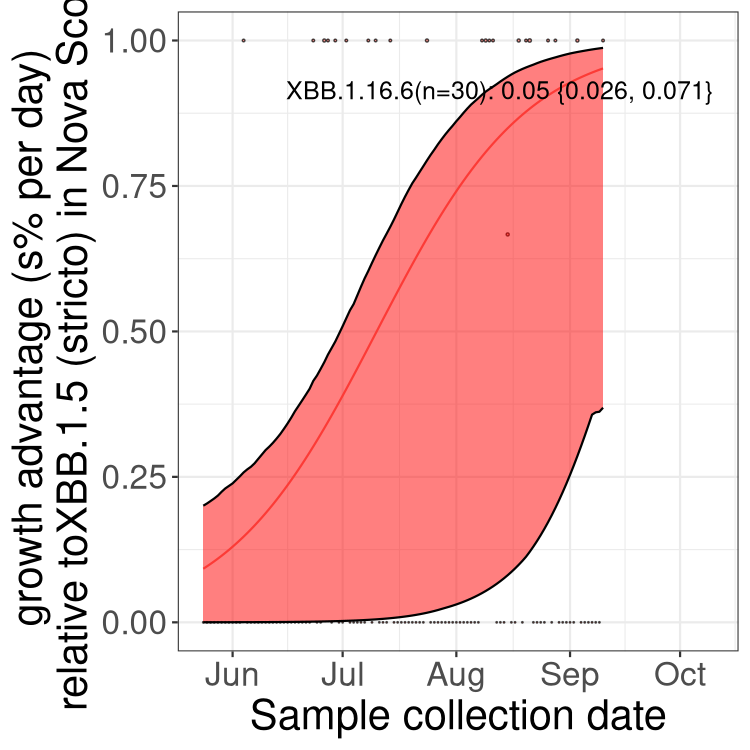 growth advantage (s% per day)
relative toXBB.1.5 (stricto) in Nova Sco
1.00
0.75
0.50
0.25
0.00
XBB.1.16.6(n=30): 0.05 {0.026, 0.071}
Jun Jul Aug Sep Oct
Sample collection date